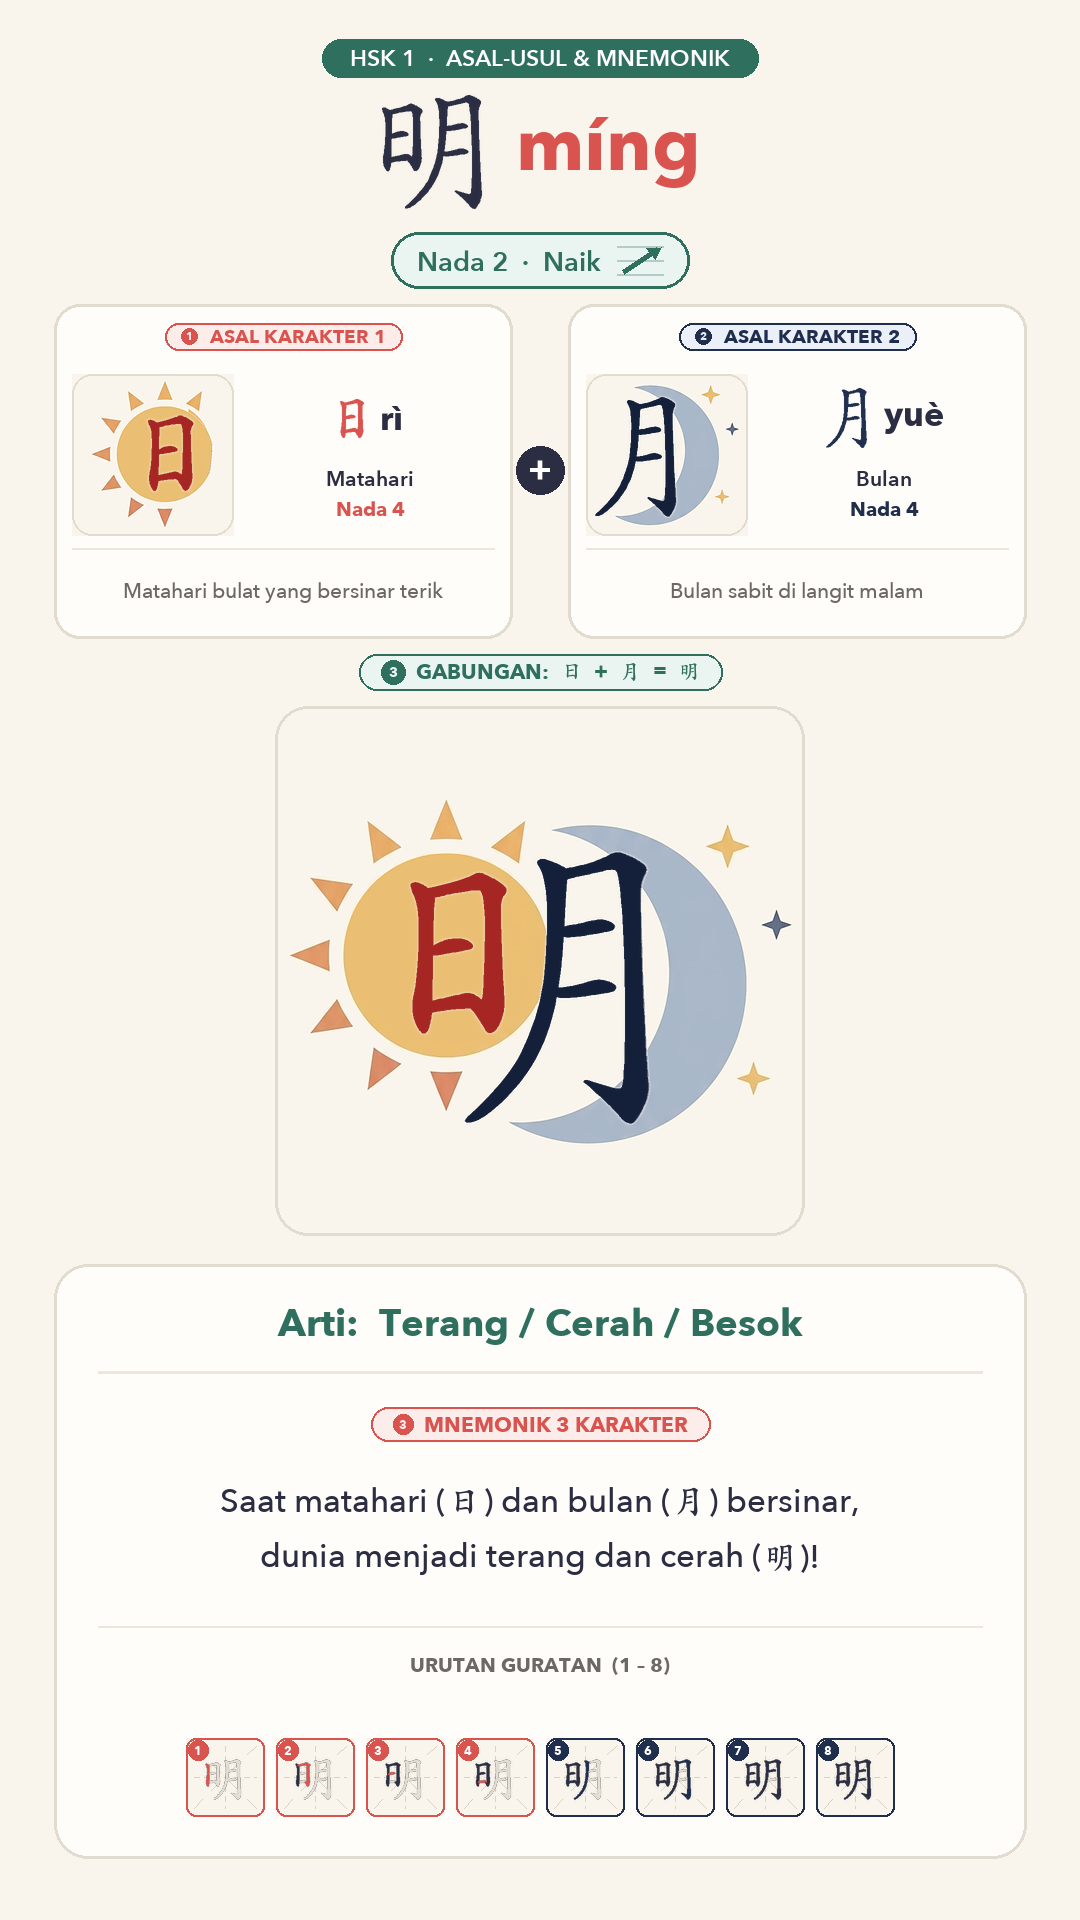 HSK 1 · ASAL-USUL & MNEMONIK
明 míng
Nada 2 · Naik
1 ASAL KARAKTER 1
日
日 rì
Matahari
Nada 4
Matahari bulat yang bersinar terik
+
2 ASAL KARAKTER 2
月
月 yuè
Bulan
Nada 4
Bulan sabit di langit malam
3 GABUNGAN: 日 + 月 = 明
明
Arti: Terang / Cerah / Besok
3 MNEMONIK 3 KARAKTER
Saat matahari (日) dan bulan (月) bersinar,
dunia menjadi terang dan cerah (明)!
URUTAN GURATAN (1 – 8)
1 2 3 4 5 6 7 8
明 明 明 明 明 明 明 明